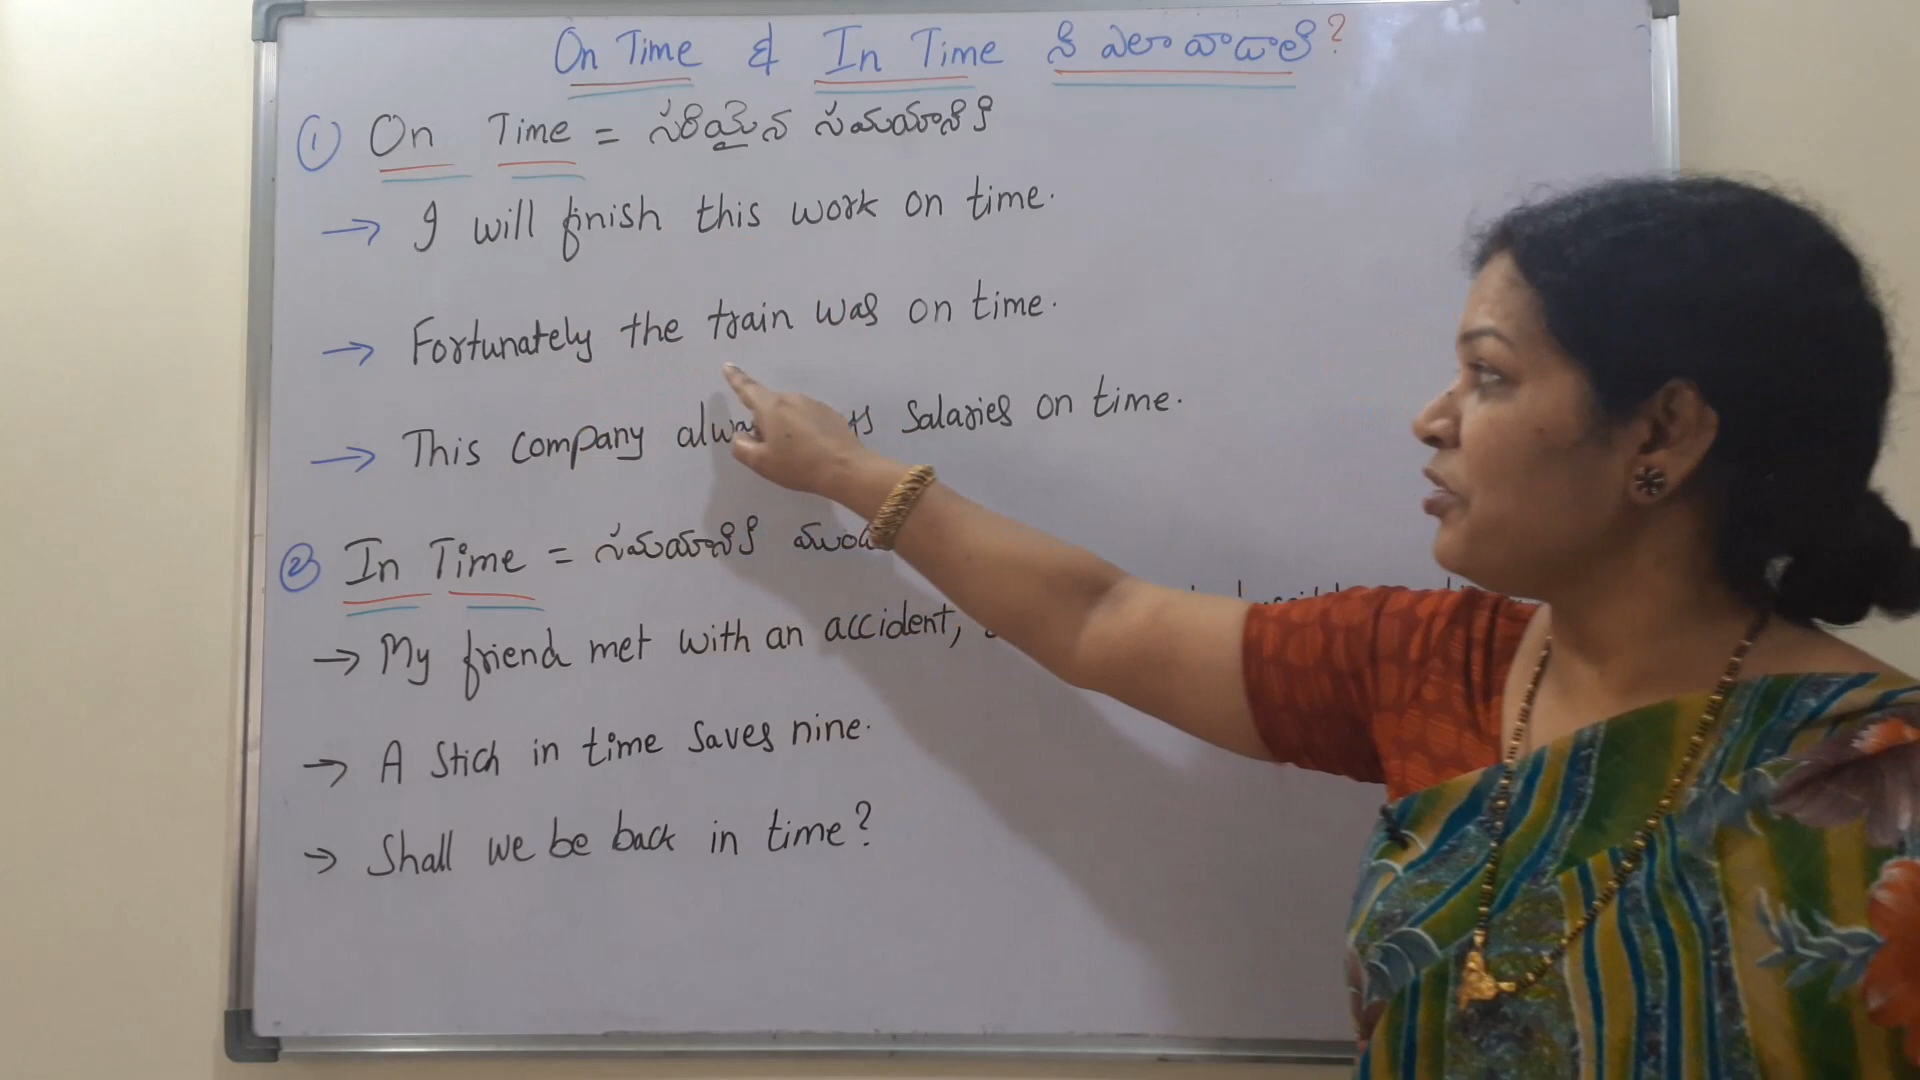 On Time & In Time ని ఎలా వాడాలి?
① On Time = సరియైన సమయానికి
→ I will finish this work on time.
→ Fortunately the train was on time.
→ This company salaries on time.
② In Time = సమయానికి
→ My friend met with an accident,
→ A Stich in time saves nine.
→ Shall we be back in time?